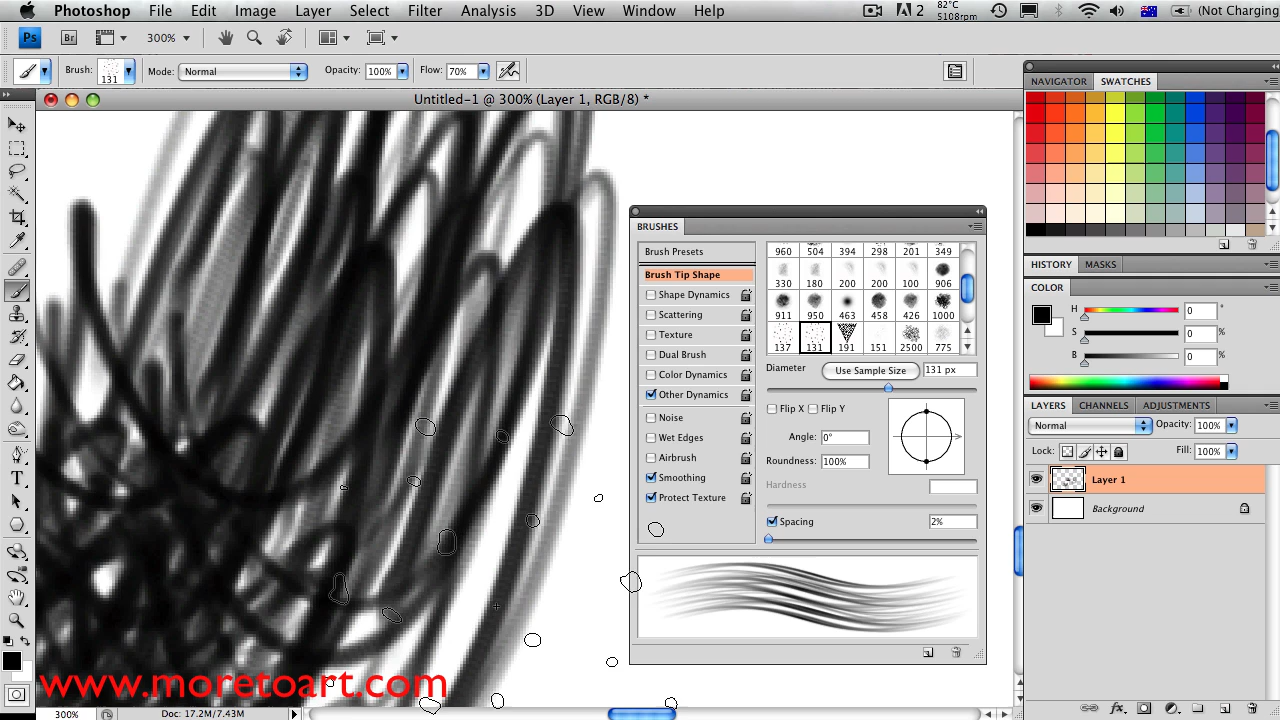 Photoshop File Edit Image Layer Select Filter Analysis 3D View Window Help 2 82°C 5108rpm (Not Charging
Ps Br 300%
Brush: 131 Mode: Normal Opacity: 100% Flow: 70%
Untitled-1 @ 300% (Layer 1, RGB/8) *
NAVIGATOR SWATCHES
BRUSHES
Brush Presets
Brush Tip Shape
Shape Dynamics
Scattering
Texture
Dual Brush
Color Dynamics
Other Dynamics
Noise
Wet Edges
Airbrush
Smoothing
Protect Texture
960 504 394 298 201 349
330 180 200 200 100 906
911 950 463 458 426 1000
137 131 191 151 2500 775
Diameter Use Sample Size 131 px
Flip X Flip Y
Angle: 0°
Roundness: 100%
Hardness
Spacing 2%
HISTORY MASKS
COLOR
H 0 °
S 0 %
B 0 %
LAYERS CHANNELS ADJUSTMENTS
Normal Opacity: 100%
Lock: Fill: 100%
Layer 1
Background
T
www.moretoart.com
300% Doc: 17.2M/7.43M
fx